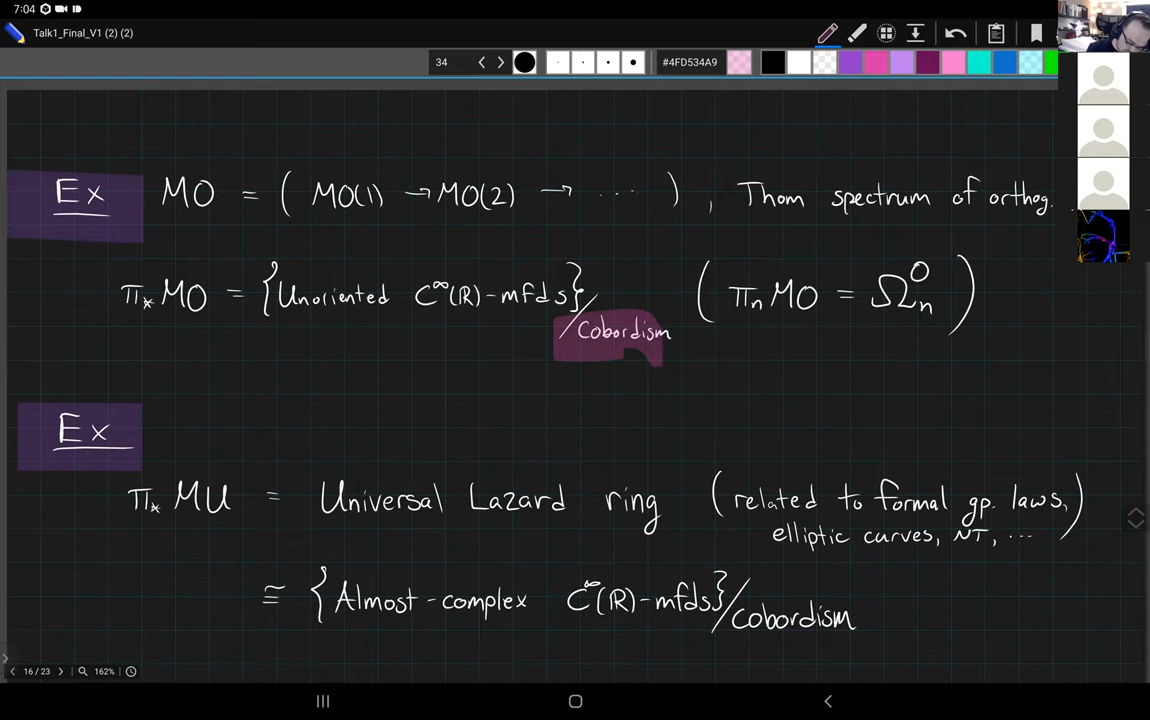 7:04
Talk1_Final_V1 (2) (2)
34
#4FD534A9
Ex MO = ( MO(1) → MO(2) → ··· ) , Thom spectrum of orthog.
π⁎ MO = {Unoriented C^∞(ℝ)-mfds}/Cobordism ( πₙ MO = Ωₙ^O )
Ex
π⁎ MU = Universal Lazard ring (related to formal gp. laws,
elliptic curves, NT, ...)
≅ {Almost-complex C^∞(ℝ)-mfds}/cobordism
16 / 23
162%